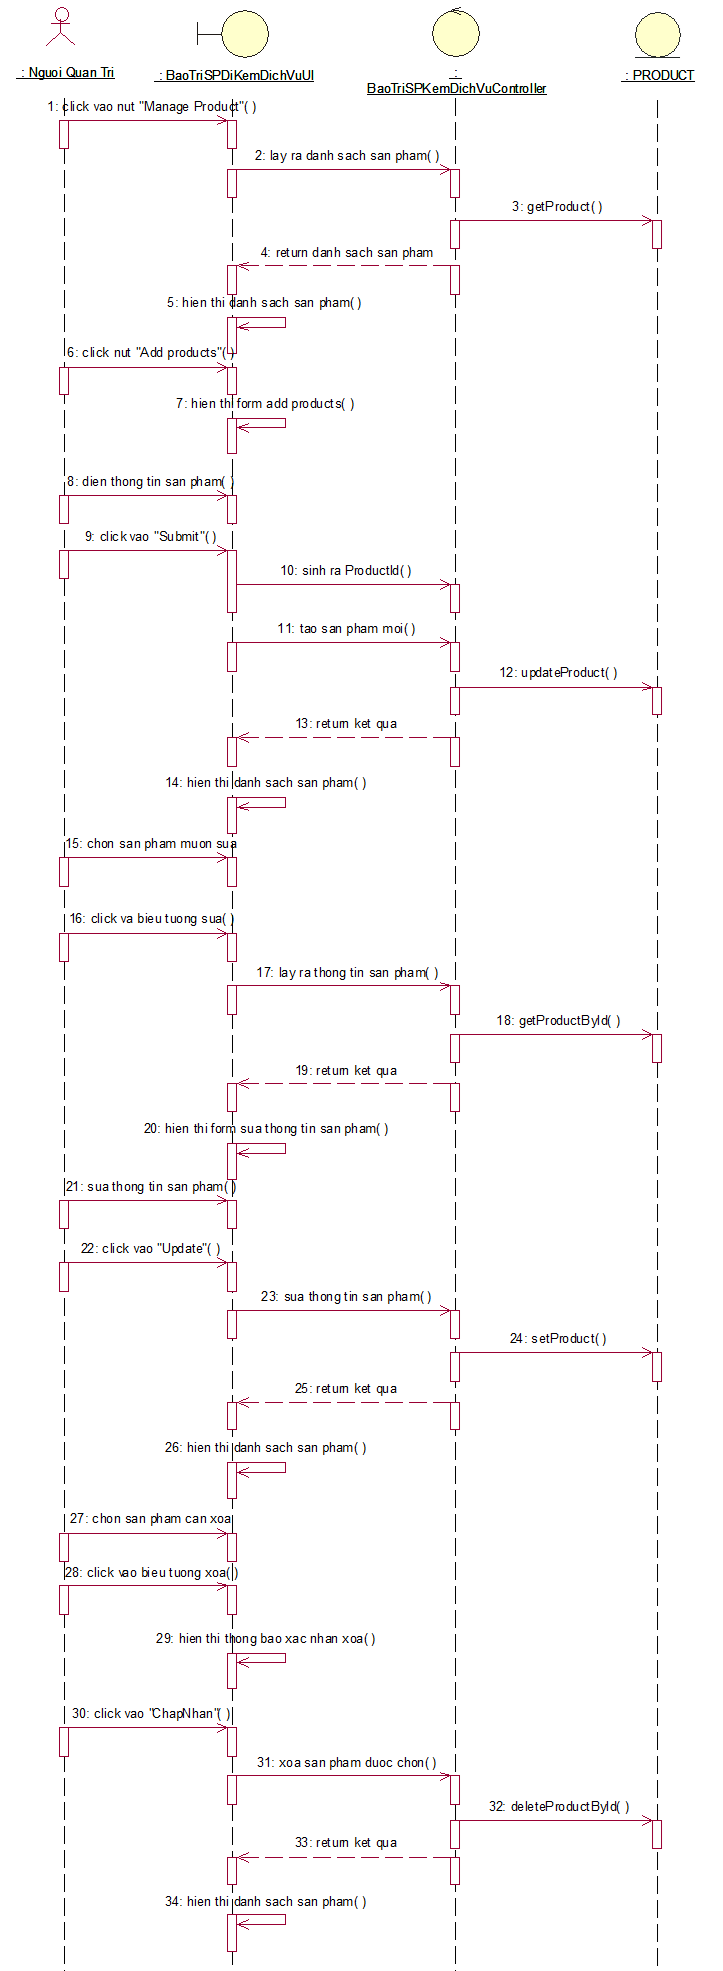 : Nguoi Quan Tri
: BaoTriSPDiKemDichVuUI
:
BaoTriSPKemDichVuController
: PRODUCT
1: click vao nut "Manage Product"( )
2: lay ra danh sach san pham( )
3: getProduct( )
4: return danh sach san pham
5: hien thi danh sach san pham( )
6: click nut "Add products"( )
7: hien thi form add products( )
8: dien thong tin san pham( )
9: click vao "Submit"( )
10: sinh ra ProductId( )
11: tao san pham moi( )
12: updateProduct( )
13: return ket qua
14: hien thi danh sach san pham( )
15: chon san pham muon sua
16: click va bieu tuong sua( )
17: lay ra thong tin san pham( )
18: getProductById( )
19: return ket qua
20: hien thi form sua thong tin san pham( )
21: sua thong tin san pham( )
22: click vao "Update"( )
23: sua thong tin san pham( )
24: setProduct( )
25: return ket qua
26: hien thi danh sach san pham( )
27: chon san pham can xoa
28: click vao bieu tuong xoa( )
29: hien thi thong bao xac nhan xoa( )
30: click vao "ChapNhan"( )
31: xoa san pham duoc chon( )
32: deleteProductById( )
33: return ket qua
34: hien thi danh sach san pham( )